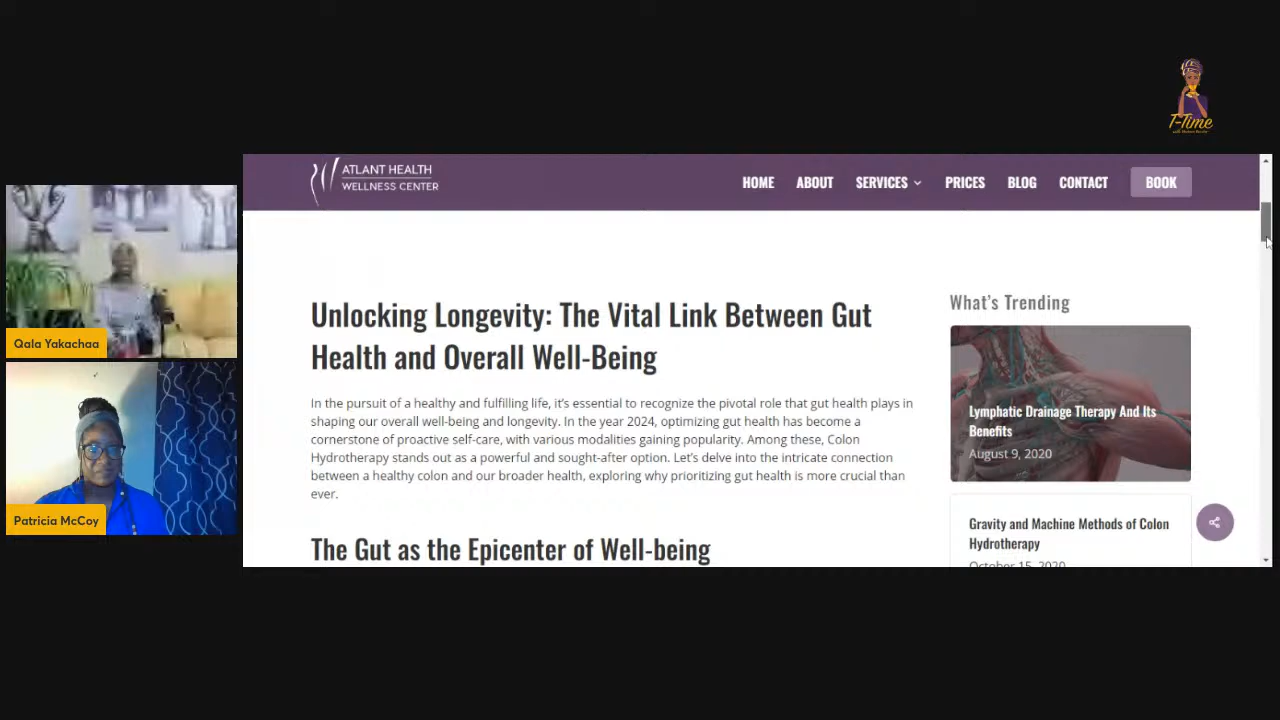 T-Time
ATLANT HEALTH
WELLNESS CENTER
HOME
ABOUT
SERVICES
PRICES
BLOG
CONTACT
BOOK
Qala Yakachaa
Patricia McCoy
Unlocking Longevity: The Vital Link Between Gut
Health and Overall Well-Being
In the pursuit of a healthy and fulfilling life, it's essential to recognize the pivotal role that gut health plays in
shaping our overall well-being and longevity. In the year 2024, optimizing gut health has become a
cornerstone of proactive self-care, with various modalities gaining popularity. Among these, Colon
Hydrotherapy stands out as a powerful and sought-after option. Let's delve into the intricate connection
between a healthy colon and our broader health, exploring why prioritizing gut health is more crucial than
ever.
The Gut as the Epicenter of Well-being
What's Trending
Lymphatic Drainage Therapy And Its
Benefits
August 9, 2020
Gravity and Machine Methods of Colon
Hydrotherapy
October 15, 2020